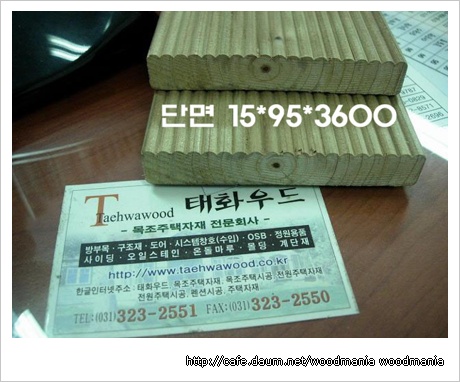 단면 15*95*3600
Taehwawood 태화우드
- 목조주택자재 전문회사 -
방부목 · 구조재 · 도어 · 시스템창호(수입) · OSB · 정원용품
사이딩 · 오일스테인 · 온돌마루 · 몰딩 · 계단재
http://www.taehwawood.co.kr
한글인터넷주소 : 태화우드, 목조주택자재, 목조주택시공, 전원주택자재
전원주택시공, 펜션시공, 주택자재
TEL:(031)323-2551 FAX:(031)323-2550
http://cafe.daum.net/woodmania woodmania